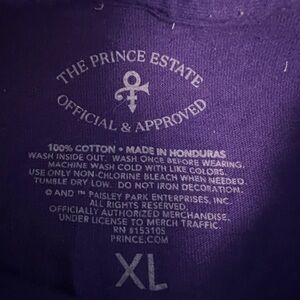 THE PRINCE ESTATE
OFFICIAL & APPROVED
100% COTTON • MADE IN HONDURAS
WASH INSIDE OUT. WASH ONCE BEFORE WEARING.
MACHINE WASH COLD WITH LIKE COLORS.
USE ONLY NON-CHLORINE BLEACH WHEN NEEDED.
TUMBLE DRY LOW. DO NOT IRON DECORATION.
© AND ™ PAISLEY PARK ENTERPRISES, INC.
ALL RIGHTS RESERVED.
OFFICIALLY AUTHORIZED MERCHANDISE.
UNDER LICENSE TO MERCH TRAFFIC.
RN #153105
PRINCE.COM
XL